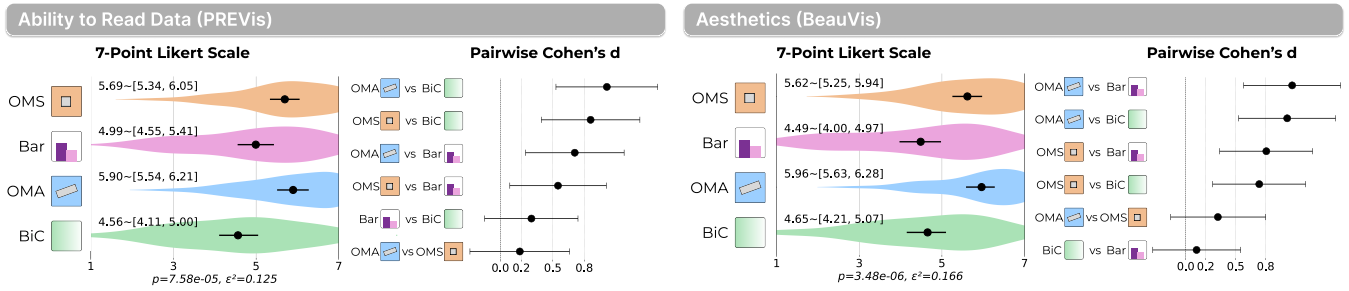 Ability to Read Data (PREVis)
7-Point Likert Scale
Pairwise Cohen's d
OMS
5.69~[5.34, 6.05]
Bar
4.99~[4.55, 5.41]
OMA
5.90~[5.54, 6.21]
BiC
4.56~[4.11, 5.00]
1 3 5 7
p=7.58e-05, ε²=0.125
OMA vs BiC
OMS vs BiC
OMA vs Bar
OMS vs Bar
Bar vs BiC
OMA vs OMS
0.0 0.2 0.5 0.8
Aesthetics (BeauVis)
7-Point Likert Scale
Pairwise Cohen's d
OMS
5.62~[5.25, 5.94]
Bar
4.49~[4.00, 4.97]
OMA
5.96~[5.63, 6.28]
BiC
4.65~[4.21, 5.07]
1 3 5 7
p=3.48e-06, ε²=0.166
OMA vs Bar
OMA vs BiC
OMS vs Bar
OMS vs BiC
OMA vs OMS
BiC vs Bar
0.0 0.2 0.5 0.8